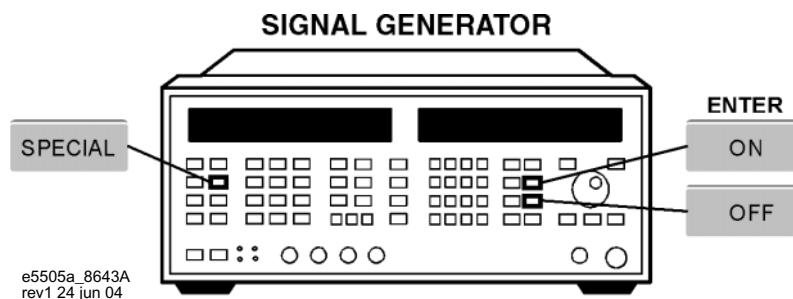 SIGNAL GENERATOR
SPECIAL
ENTER
ON
OFF
e5505a_8643A
rev1 24 jun 04